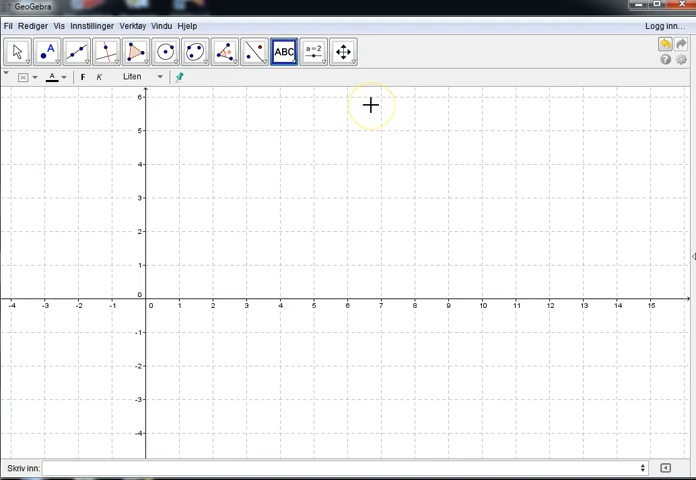 GeoGebra
Fil Rediger Vis Innstillinger Verktøy Vindu Hjelp Logg inn...
A ABC a = 2
A F K Liten
6
5
4
3
2
1
0
-4 -3 -2 -1 0 1 2 3 4 5 6 7 8 9 10 11 12 13 14 15
-1
-2
-3
-4
Skriv inn: